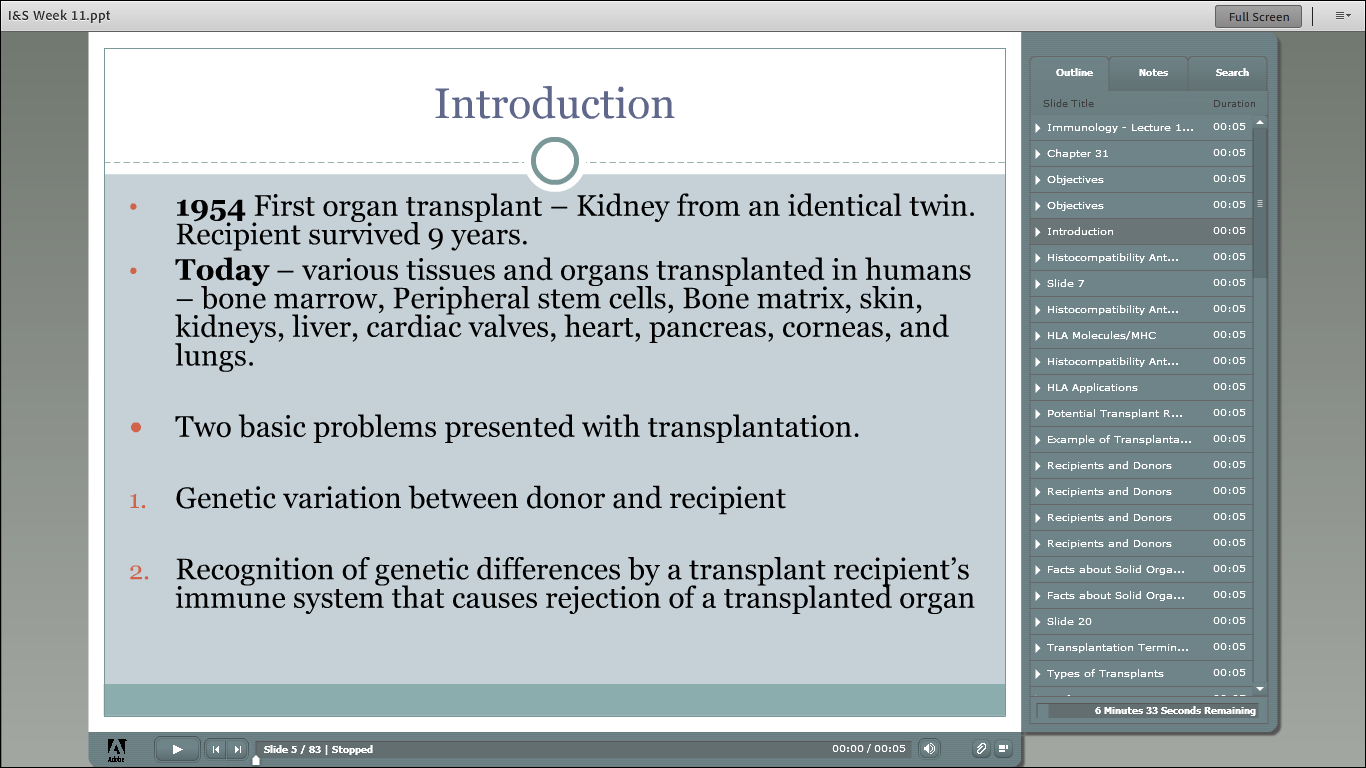 I&S Week 11.ppt
Full Screen
Introduction
• 1954 First organ transplant – Kidney from an identical twin.
Recipient survived 9 years.
• Today – various tissues and organs transplanted in humans
– bone marrow, Peripheral stem cells, Bone matrix, skin,
kidneys, liver, cardiac valves, heart, pancreas, corneas, and
lungs.
• Two basic problems presented with transplantation.
1. Genetic variation between donor and recipient
2. Recognition of genetic differences by a transplant recipient’s
immune system that causes rejection of a transplanted organ
Outline Notes Search
Slide Title Duration
Immunology - Lecture 1... 00:05
Chapter 31 00:05
Objectives 00:05
Objectives 00:05
Introduction 00:05
Histocompatibility Ant... 00:05
Slide 7 00:05
Histocompatibility Ant... 00:05
HLA Molecules/MHC 00:05
Histocompatibility Ant... 00:05
HLA Applications 00:05
Potential Transplant R... 00:05
Example of Transplanta... 00:05
Recipients and Donors 00:05
Recipients and Donors 00:05
Recipients and Donors 00:05
Recipients and Donors 00:05
Facts about Solid Orga... 00:05
Facts about Solid Orga... 00:05
Slide 20 00:05
Transplantation Termin... 00:05
Types of Transplants 00:05
6 Minutes 33 Seconds Remaining
Adobe
Slide 5 / 83 | Stopped 00:00 / 00:05